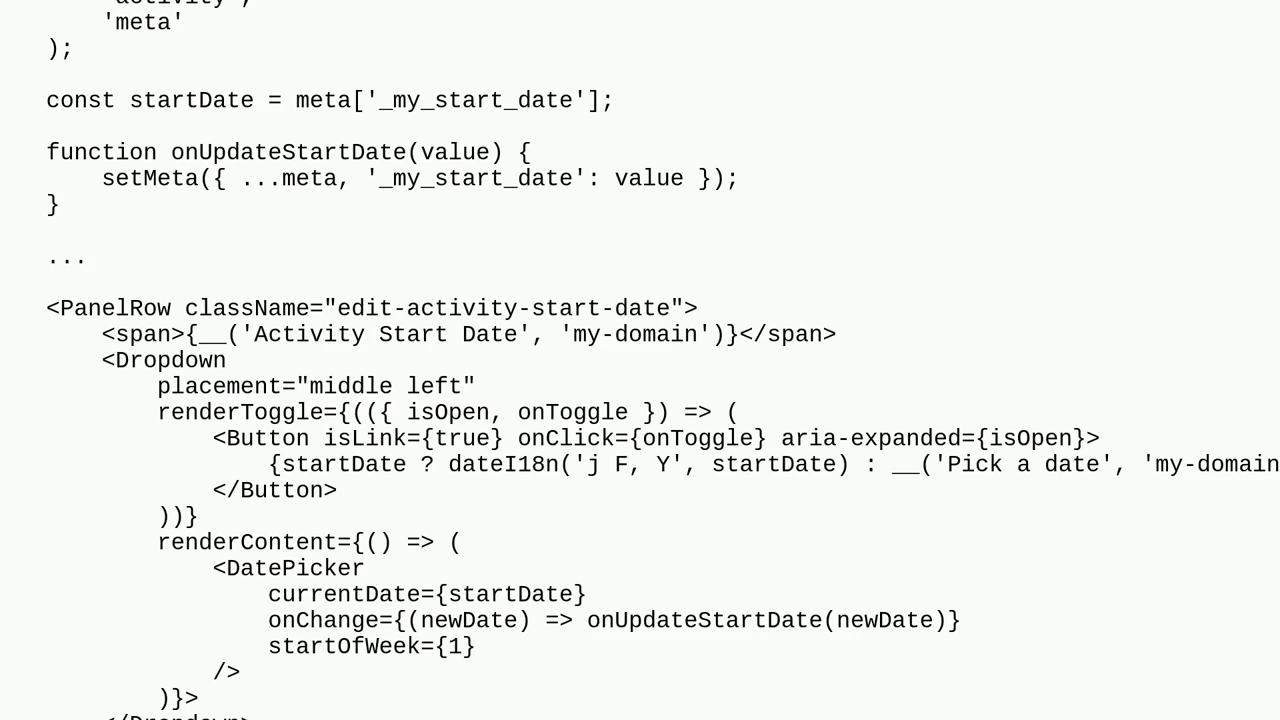 'activity',
'meta'
);
const startDate = meta['_my_start_date'];
function onUpdateStartDate(value) {
setMeta({ ...meta, '_my_start_date': value });
}
...
<PanelRow className="edit-activity-start-date">
<span>{__('Activity Start Date', 'my-domain')}</span>
<Dropdown
placement="middle left"
renderToggle={(({ isOpen, onToggle }) => (
<Button isLink={true} onClick={onToggle} aria-expanded={isOpen}>
{startDate ? dateI18n('j F, Y', startDate) : __('Pick a date', 'my-domain
</Button>
))}
renderContent={() => (
<DatePicker
currentDate={startDate}
onChange={(newDate) => onUpdateStartDate(newDate)}
startOfWeek={1}
/>
)}>
</Dropdown>